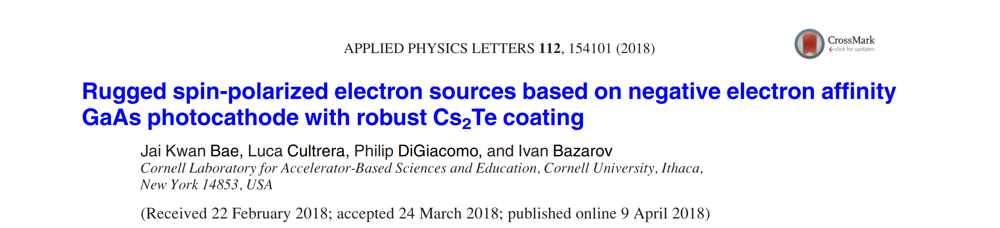 APPLIED PHYSICS LETTERS 112, 154101 (2018)
CrossMark
click for updates
Rugged spin-polarized electron sources based on negative electron affinity
GaAs photocathode with robust Cs₂Te coating
Jai Kwan Bae, Luca Cultrera, Philip DiGiacomo, and Ivan Bazarov
Cornell Laboratory for Accelerator-Based Sciences and Education, Cornell University, Ithaca,
New York 14853, USA
(Received 22 February 2018; accepted 24 March 2018; published online 9 April 2018)